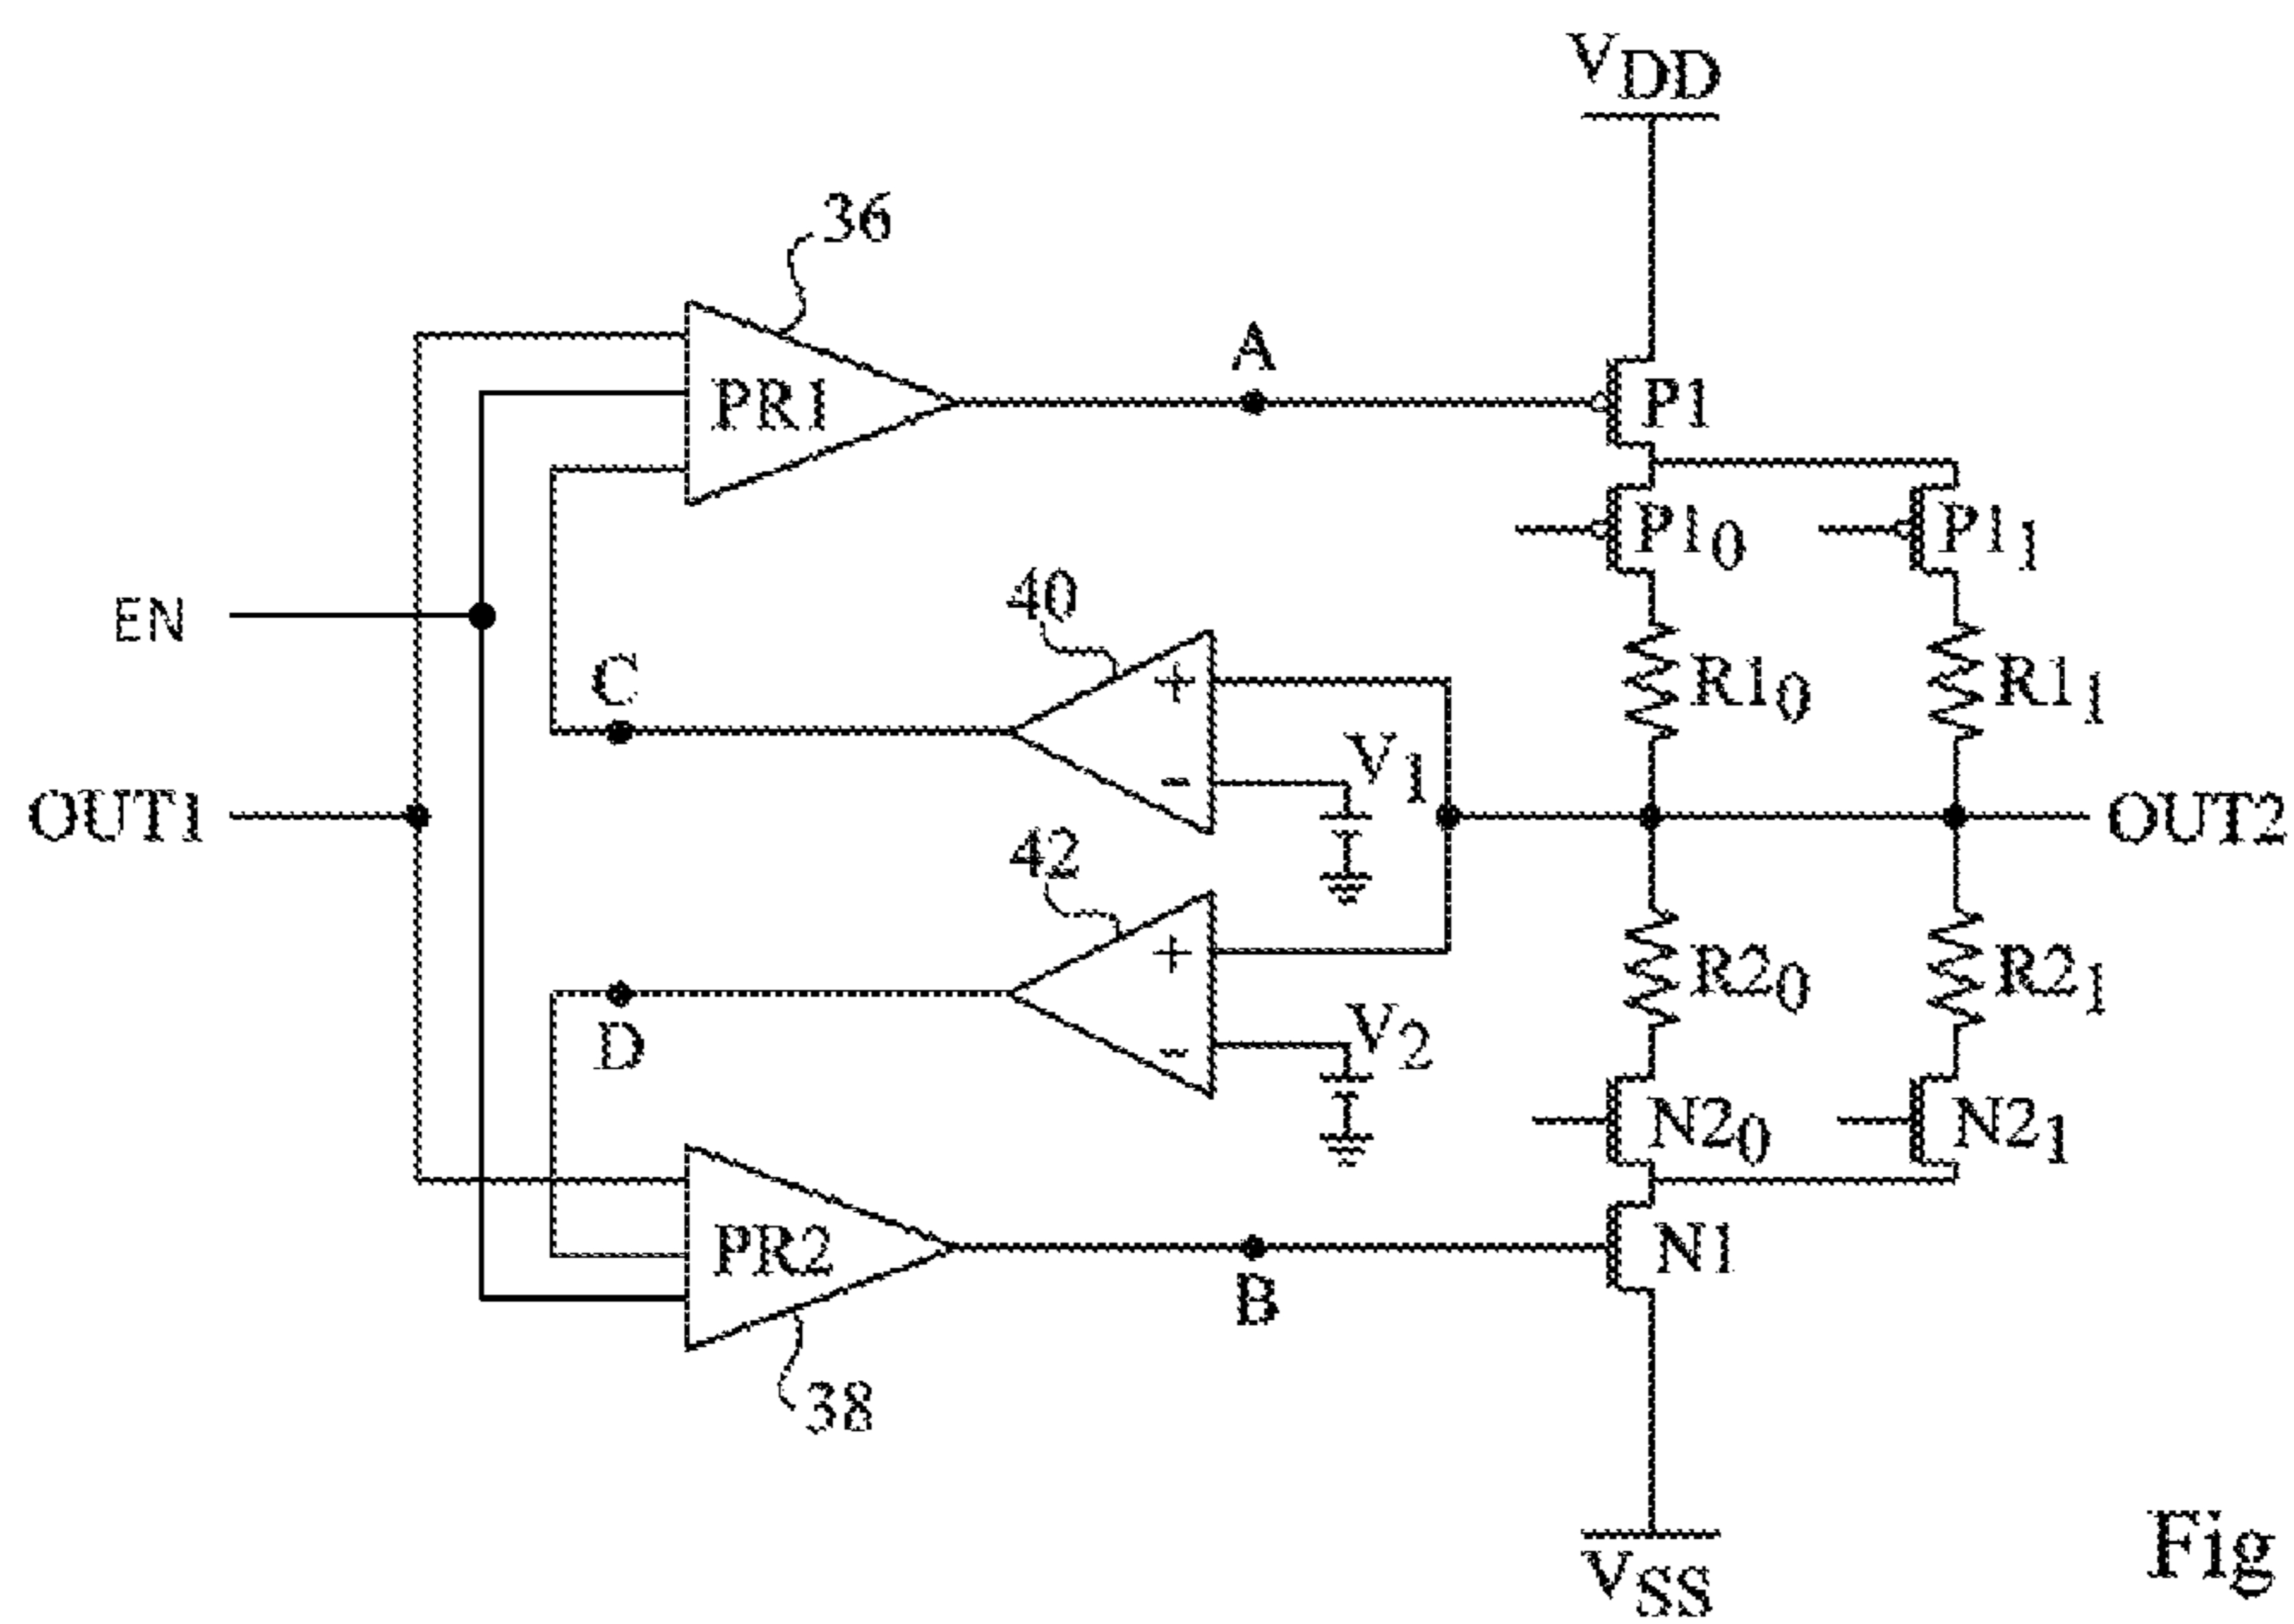 VDD
36
PR1
A
P1
P10
P11
EN
40
C
+
R10
R11
-
V1
OUT1
OUT2
42
+
R20
R21
D
-
V2
N20
N21
PR2
N1
B
38
VSS
Fig